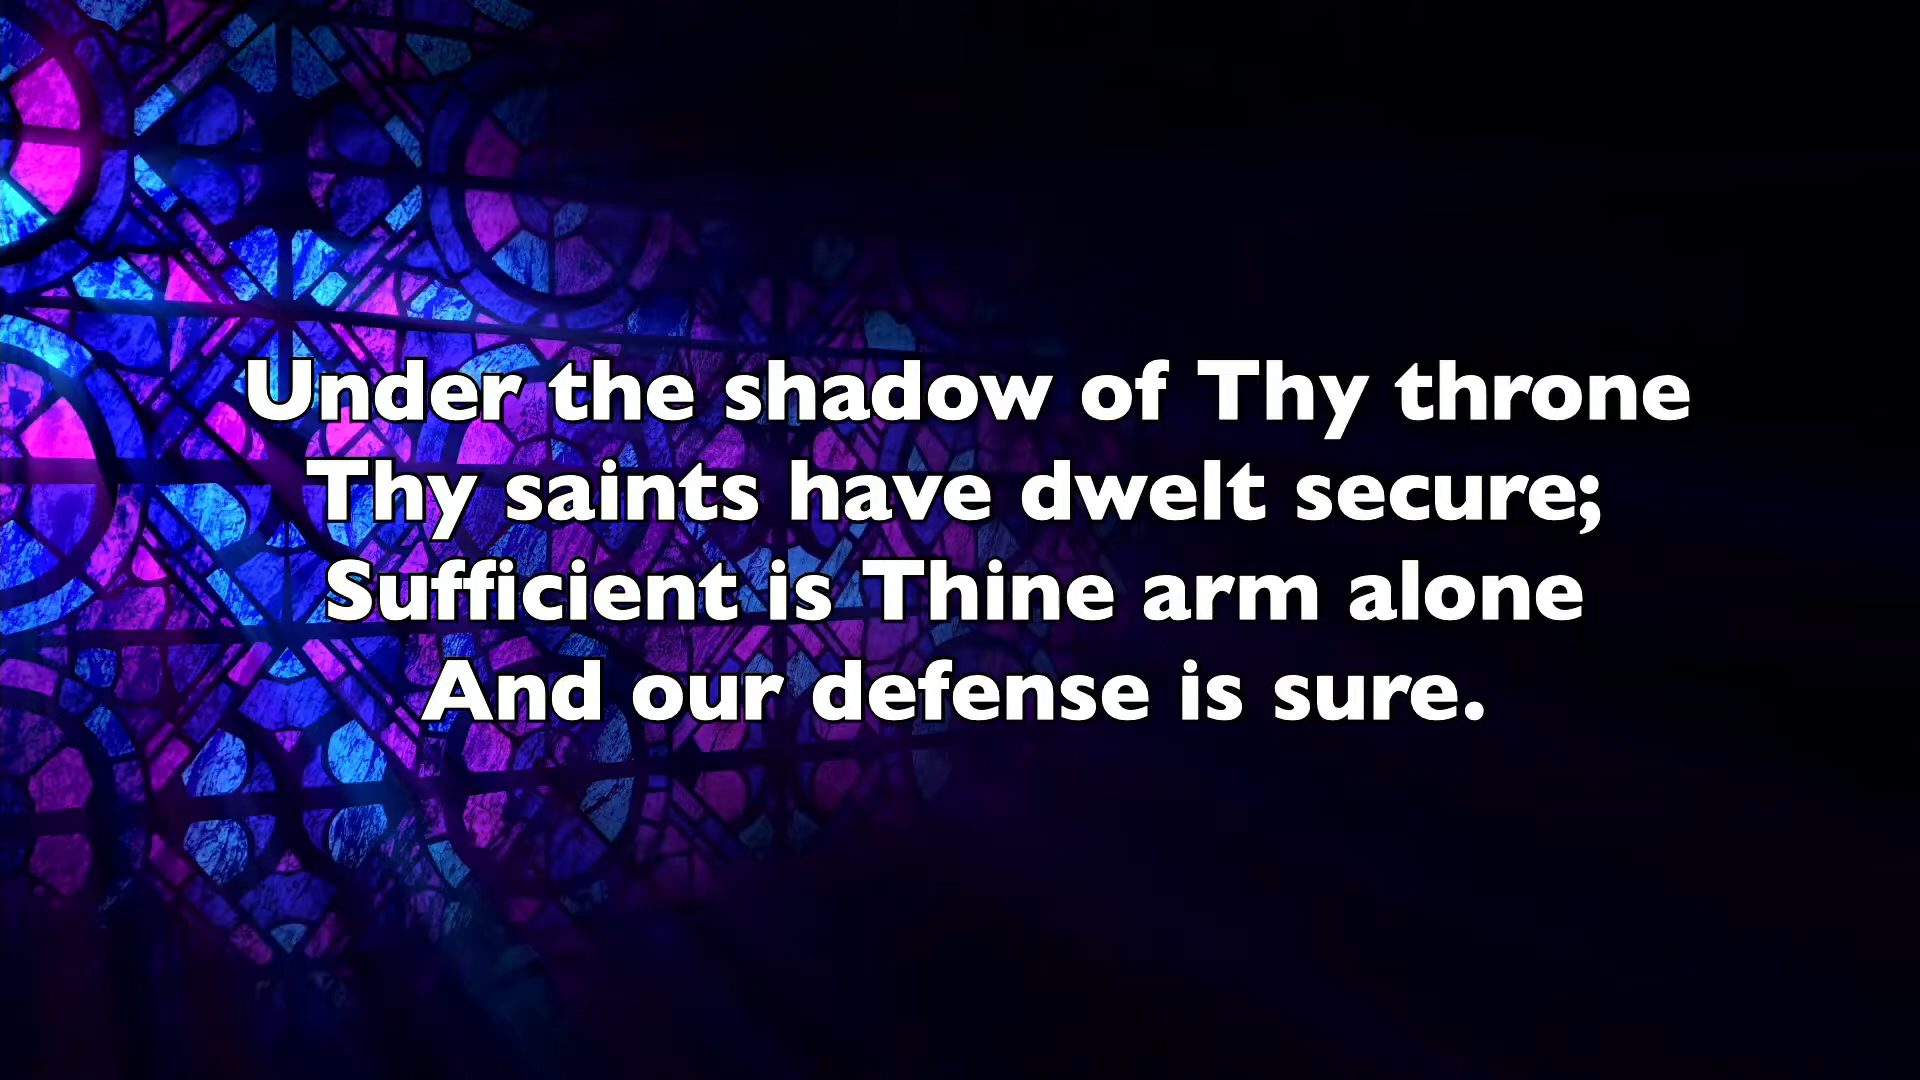 Under the shadow of Thy throne
Thy saints have dwelt secure;
Sufficient is Thine arm alone
And our defense is sure.